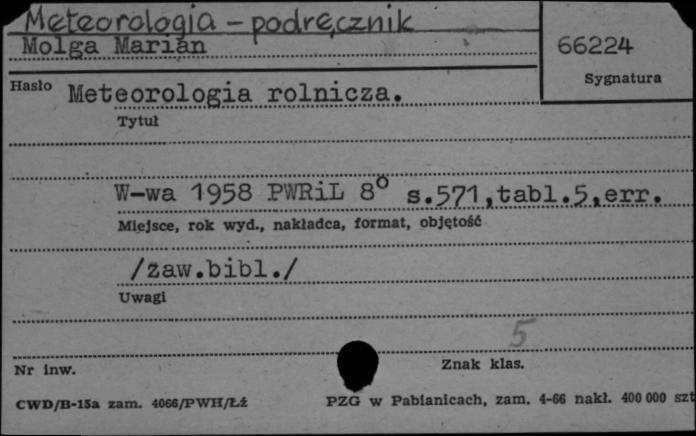 Meteorologia - podręcznik
Molga Marian
66224
Sygnatura
Hasło Meteorologia rolnicza.
Tytuł
W-wa 1958 PWRiL 8° s.571,tabl.5,err.
Miejsce, rok wyd., nakładca, format, objętość
/zaw.bibl./
Uwagi
5
Nr inw. Znak klas.
CWD/B-15a zam. 4066/PWH/Łź PZG w Pabianicach, zam. 4-66 nakł. 400 000 szt